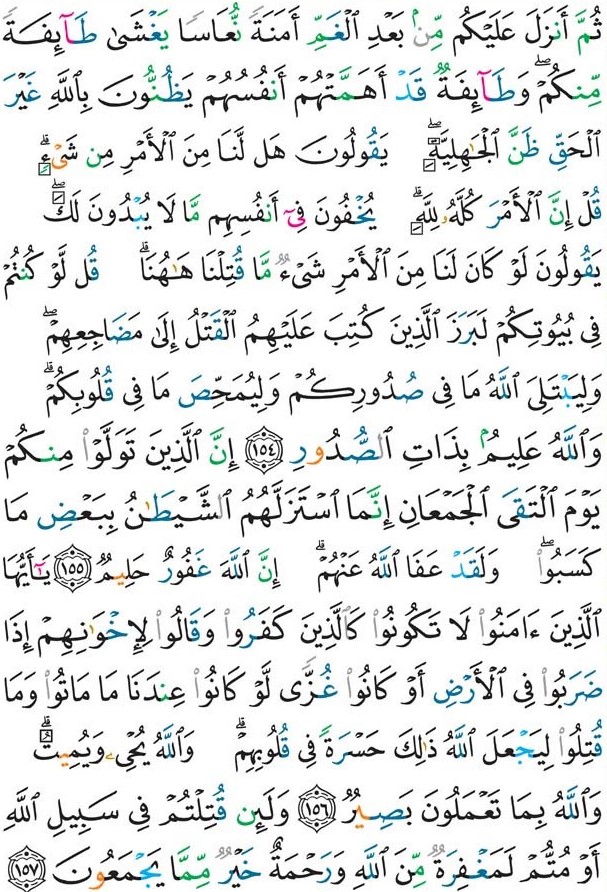 ثُمَّ أَنزَلَ عَلَيْكُم مِّنۢ بَعْدِ ٱلْغَمِّ أَمَنَةً نُّعَاسًا يَغْشَىٰ طَآئِفَةً
مِّنكُمْ ۖ وَطَآئِفَةٌ قَدْ أَهَمَّتْهُمْ أَنفُسُهُمْ يَظُنُّونَ بِٱللَّهِ غَيْرَ
ٱلْحَقِّ ظَنَّ ٱلْجَٰهِلِيَّةِ ۖ يَقُولُونَ هَل لَّنَا مِنَ ٱلْأَمْرِ مِن شَىْءٍ ۗ
قُلْ إِنَّ ٱلْأَمْرَ كُلَّهُۥ لِلَّهِ ۗ يُخْفُونَ فِىٓ أَنفُسِهِم مَّا لَا يُبْدُونَ لَكَ ۖ
يَقُولُونَ لَوْ كَانَ لَنَا مِنَ ٱلْأَمْرِ شَىْءٌ مَّا قُتِلْنَا هَٰهُنَا ۗ قُل لَّوْ كُنتُمْ
فِى بُيُوتِكُمْ لَبَرَزَ ٱلَّذِينَ كُتِبَ عَلَيْهِمُ ٱلْقَتْلُ إِلَىٰ مَضَاجِعِهِمْ ۖ
وَلِيَبْتَلِىَ ٱللَّهُ مَا فِى صُدُورِكُمْ وَلِيُمَحِّصَ مَا فِى قُلُوبِكُمْ ۗ
وَٱللَّهُ عَلِيمٌۢ بِذَاتِ ٱلصُّدُورِ ١٥٤ إِنَّ ٱلَّذِينَ تَوَلَّوْا۟ مِنكُمْ
يَوْمَ ٱلْتَقَى ٱلْجَمْعَانِ إِنَّمَا ٱسْتَزَلَّهُمُ ٱلشَّيْطَٰنُ بِبَعْضِ مَا
كَسَبُوا۟ ۖ وَلَقَدْ عَفَا ٱللَّهُ عَنْهُمْ ۗ إِنَّ ٱللَّهَ غَفُورٌ حَلِيمٌ ١٥٥ يَٰٓأَيُّهَا
ٱلَّذِينَ ءَامَنُوا۟ لَا تَكُونُوا۟ كَٱلَّذِينَ كَفَرُوا۟ وَقَالُوا۟ لِإِخْوَٰنِهِمْ إِذَا
ضَرَبُوا۟ فِى ٱلْأَرْضِ أَوْ كَانُوا۟ غُزًّى لَّوْ كَانُوا۟ عِندَنَا مَا مَاتُوا۟ وَمَا
قُتِلُوا۟ لِيَجْعَلَ ٱللَّهُ ذَٰلِكَ حَسْرَةً فِى قُلُوبِهِمْ ۗ وَٱللَّهُ يُحْىِۦ وَيُمِيتُ ۗ
وَٱللَّهُ بِمَا تَعْمَلُونَ بَصِيرٌ ١٥٦ وَلَئِن قُتِلْتُمْ فِى سَبِيلِ ٱللَّهِ
أَوْ مُتُّمْ لَمَغْفِرَةٌ مِّنَ ٱللَّهِ وَرَحْمَةٌ خَيْرٌ مِّمَّا يَجْمَعُونَ ١٥٧